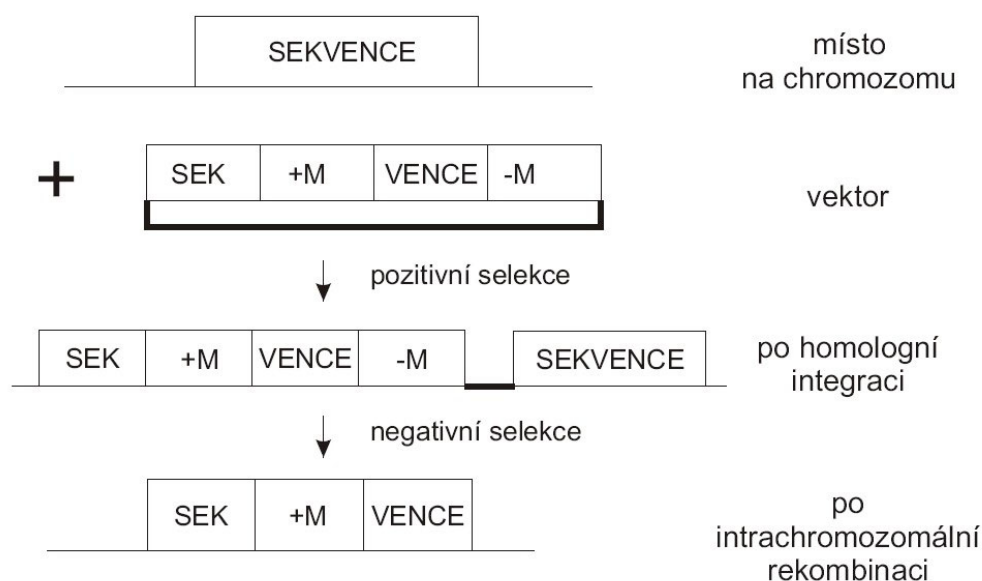 SEKVENCE
místo
na chromozomu
+
SEK +M VENCE -M
vektor
pozitivní selekce
SEK +M VENCE -M SEKVENCE
po homologní
integraci
negativní selekce
SEK +M VENCE
po
intrachromozomální
rekombinaci